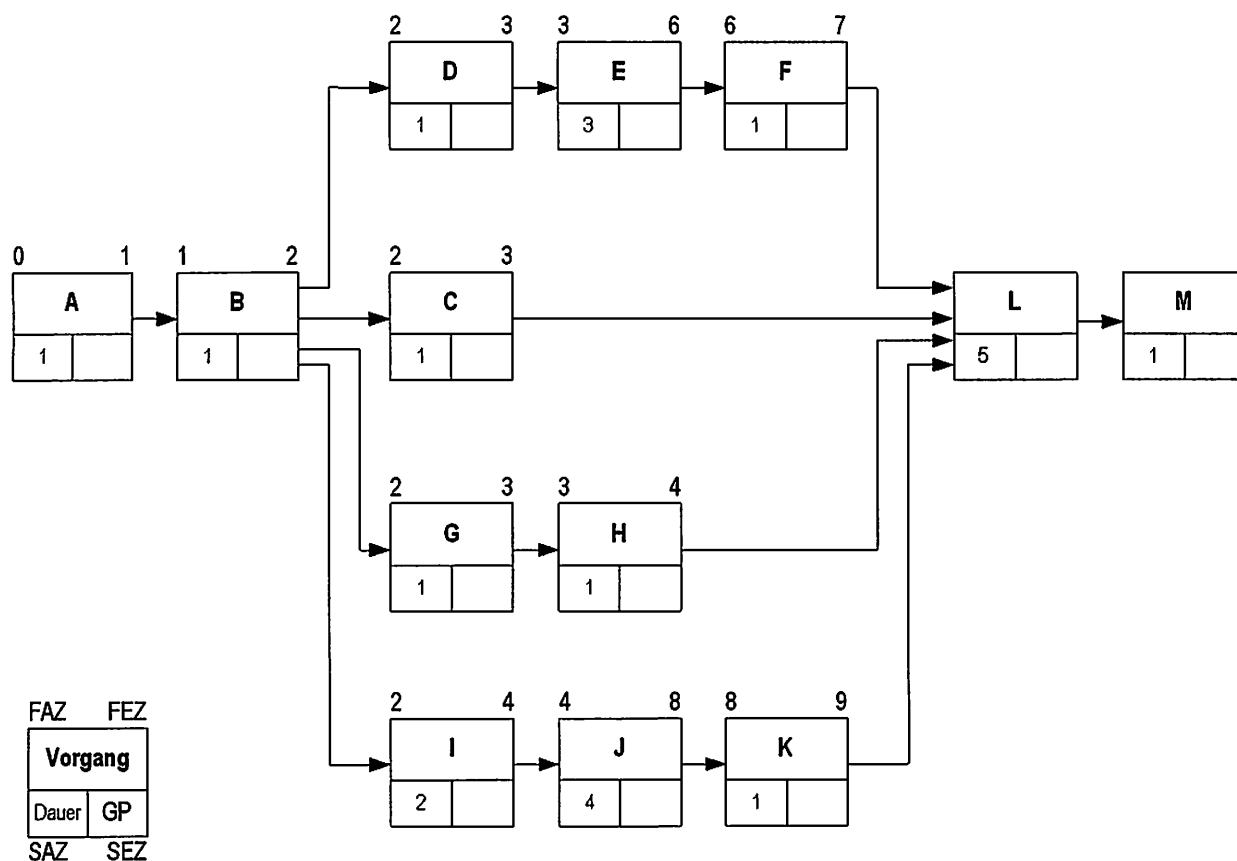 2 3 3 6 6 7
D E F
1 3 1
0 1 1 2 2 3
A B C L M
1 1 1 5 1
2 3 3 4
G H
1 1
2 4 4 8 8 9
I J K
2 4 1
FAZ FEZ
Vorgang
Dauer GP
SAZ SEZ